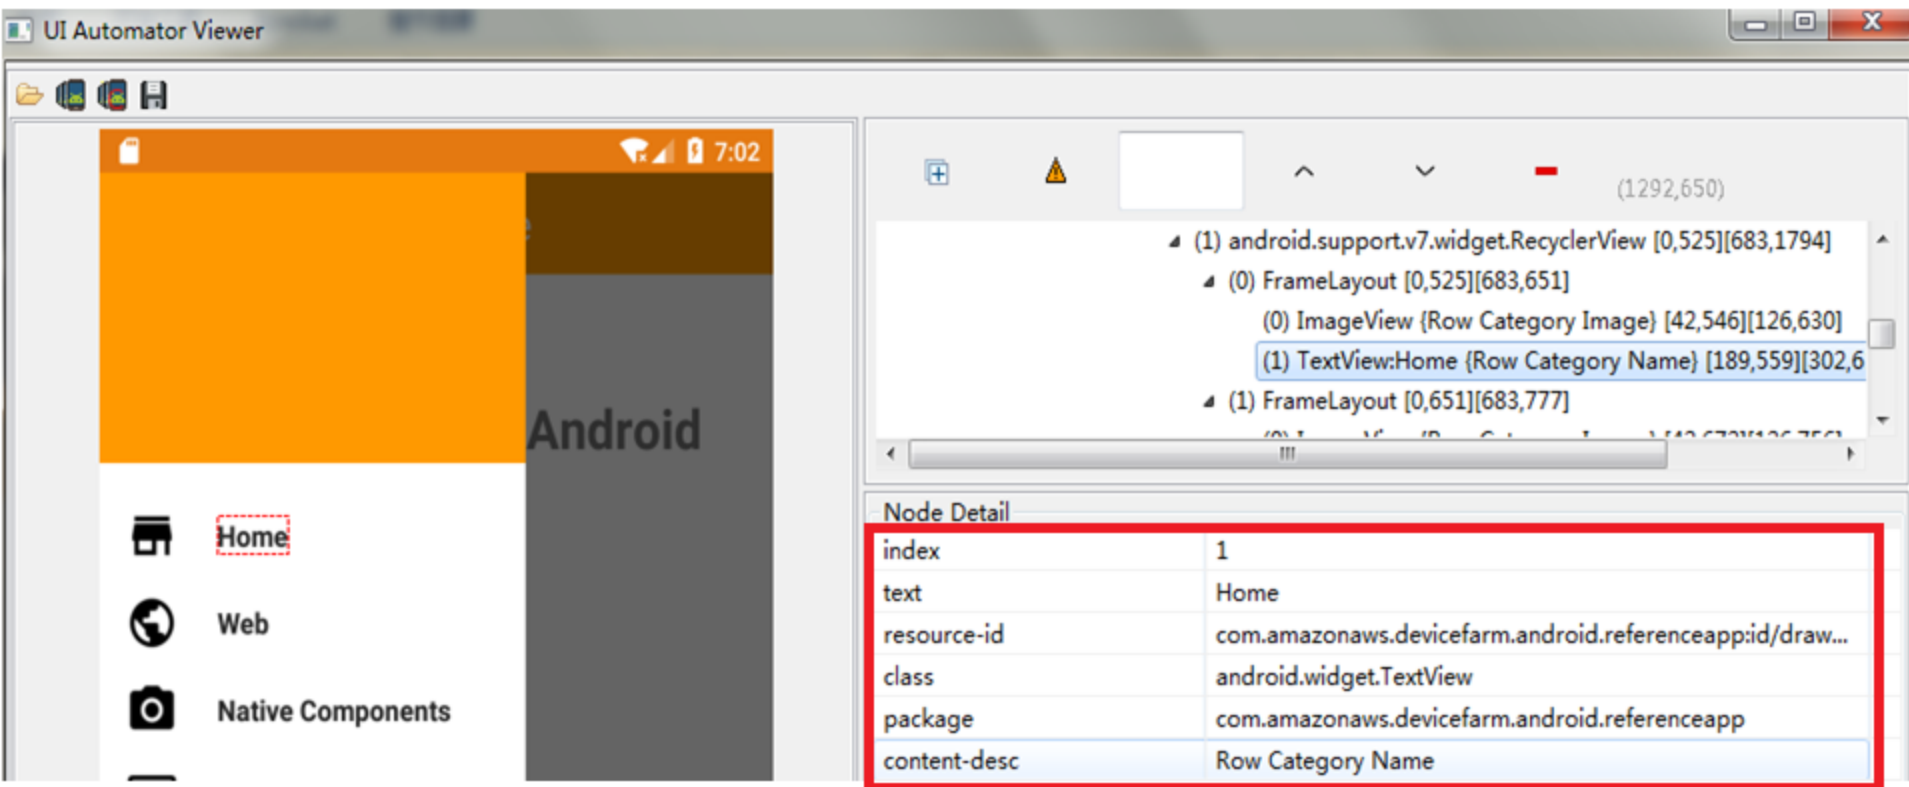 UI Automator Viewer
7:02
(1292,650)
(1) android.support.v7.widget.RecyclerView [0,525][683,1794]
(0) FrameLayout [0,525][683,651]
(0) ImageView {Row Category Image} [42,546][126,630]
(1) TextView:Home {Row Category Name} [189,559][302,6
(1) FrameLayout [0,651][683,777]
Android
Home
Web
Native Components
Node Detail
index 1
text Home
resource-id com.amazonaws.devicefarm.android.referenceapp:id/draw...
class android.widget.TextView
package com.amazonaws.devicefarm.android.referenceapp
content-desc Row Category Name